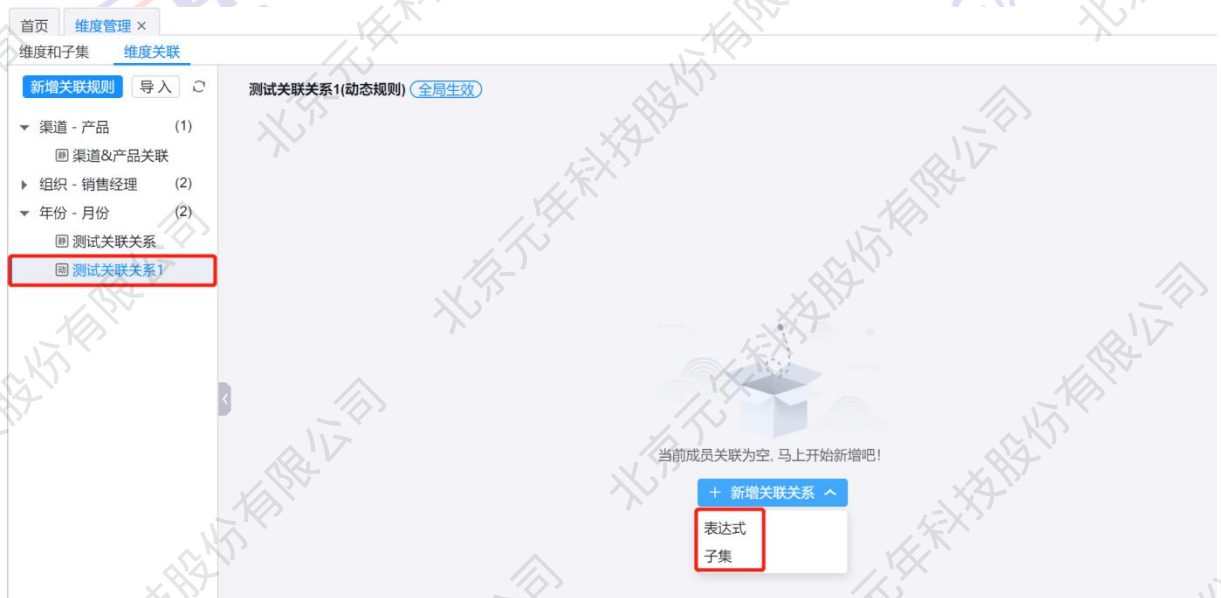 首页 维度管理 ×
维度和子集 维度关联
新增关联规则 导入
测试关联关系1(动态规则) 全局生效
渠道 - 产品 (1)
静 渠道&产品关联
组织 - 销售经理 (2)
年份 - 月份 (2)
静 测试关联关系
动 测试关联关系1
当前成员关联为空, 马上开始新增吧!
+ 新增关联关系
表达式
子集
北京元年科技股份有限公司